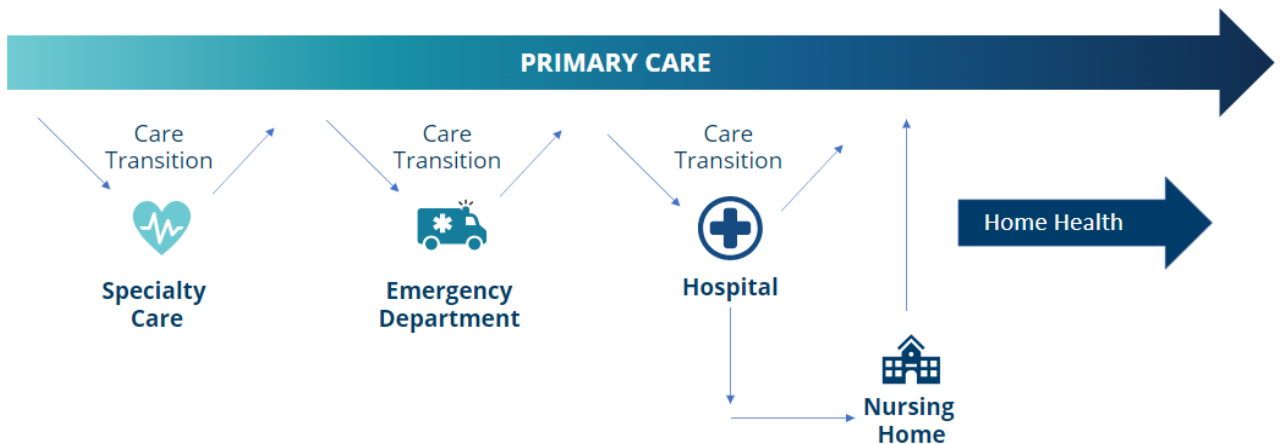 PRIMARY CARE
Care
Transition
Specialty
Care
Care
Transition
Emergency
Department
Care
Transition
Hospital
Nursing
Home
Home Health